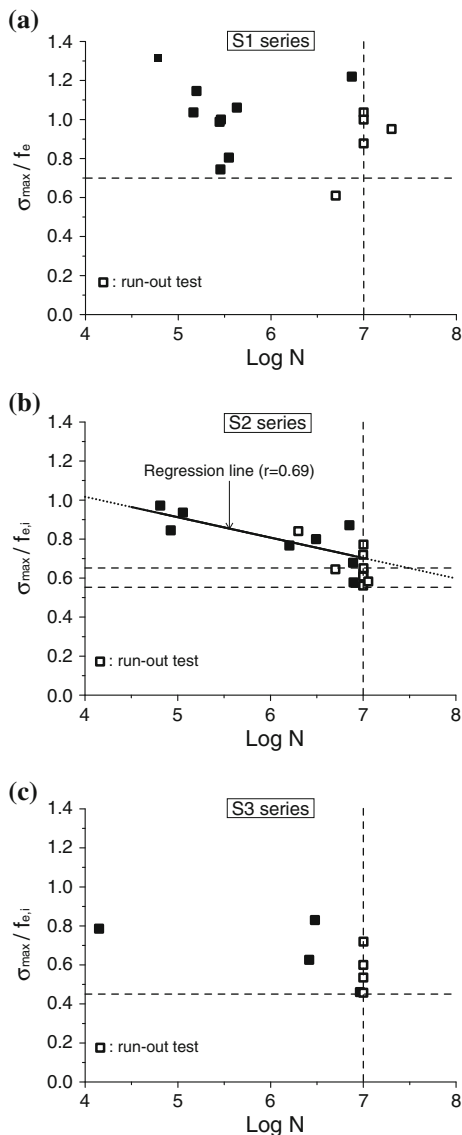 (a)
S1 series
1.4
1.2
1.0
0.8
0.6
0.4
0.2
0.0
σmax / fe
: run-out test
4 5 6 7 8
Log N
(b)
S2 series
1.4
1.2
1.0
0.8
0.6
0.4
0.2
0.0
σmax / fe,i
Regression line (r=0.69)
: run-out test
4 5 6 7 8
Log N
(c)
S3 series
1.4
1.2
1.0
0.8
0.6
0.4
0.2
0.0
σmax / fe,i
: run-out test
4 5 6 7 8
Log N